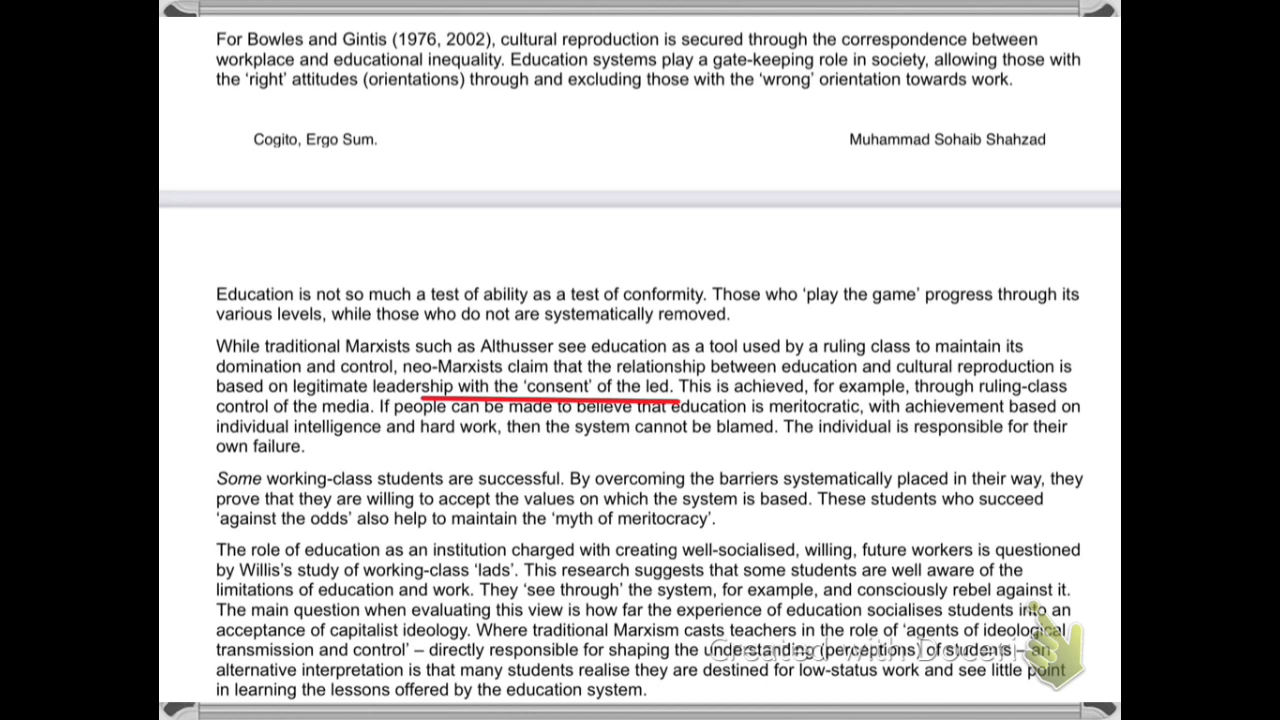 For Bowles and Gintis (1976, 2002), cultural reproduction is secured through the correspondence between
workplace and educational inequality. Education systems play a gate-keeping role in society, allowing those with
the ‘right’ attitudes (orientations) through and excluding those with the ‘wrong’ orientation towards work.
Cogito, Ergo Sum.
Muhammad Sohaib Shahzad
Education is not so much a test of ability as a test of conformity. Those who ‘play the game’ progress through its
various levels, while those who do not are systematically removed.
While traditional Marxists such as Althusser see education as a tool used by a ruling class to maintain its
domination and control, neo-Marxists claim that the relationship between education and cultural reproduction is
based on legitimate leadership with the ‘consent’ of the led. This is achieved, for example, through ruling-class
control of the media. If people can be made to believe that education is meritocratic, with achievement based on
individual intelligence and hard work, then the system cannot be blamed. The individual is responsible for their
own failure.
Some working-class students are successful. By overcoming the barriers systematically placed in their way, they
prove that they are willing to accept the values on which the system is based. These students who succeed
‘against the odds’ also help to maintain the ‘myth of meritocracy’.
The role of education as an institution charged with creating well-socialised, willing, future workers is questioned
by Willis’s study of working-class ‘lads’. This research suggests that some students are well aware of the
limitations of education and work. They ‘see through’ the system, for example, and consciously rebel against it.
The main question when evaluating this view is how far the experience of education socialises students into an
acceptance of capitalist ideology. Where traditional Marxism casts teachers in the role of ‘agents of ideological
transmission and control’ – directly responsible for shaping the understanding (perceptions) of students – an
alternative interpretation is that many students realise they are destined for low-status work and see little point
in learning the lessons offered by the education system.
Created with